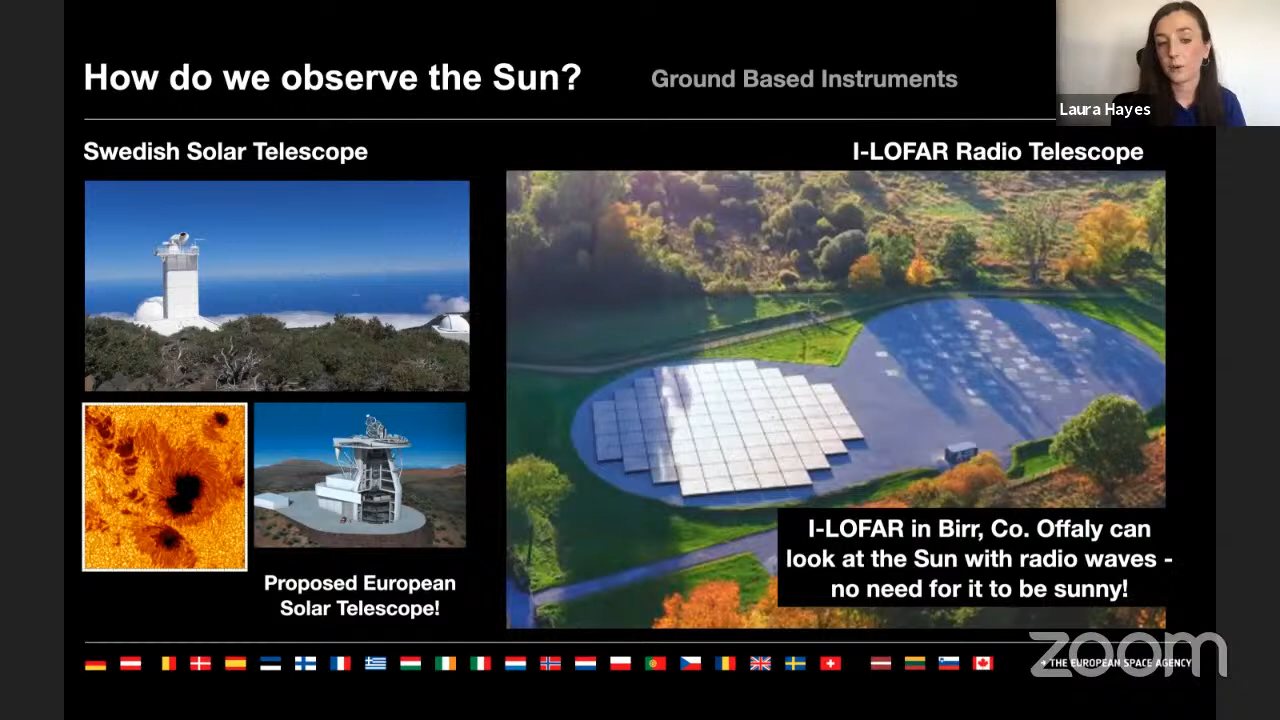 How do we observe the Sun?
Ground Based Instruments
Laura Hayes
Swedish Solar Telescope
I-LOFAR Radio Telescope
Proposed European
Solar Telescope!
I-LOFAR in Birr, Co. Offaly can
look at the Sun with radio waves -
no need for it to be sunny!
zoom
→ THE EUROPEAN SPACE AGENCY